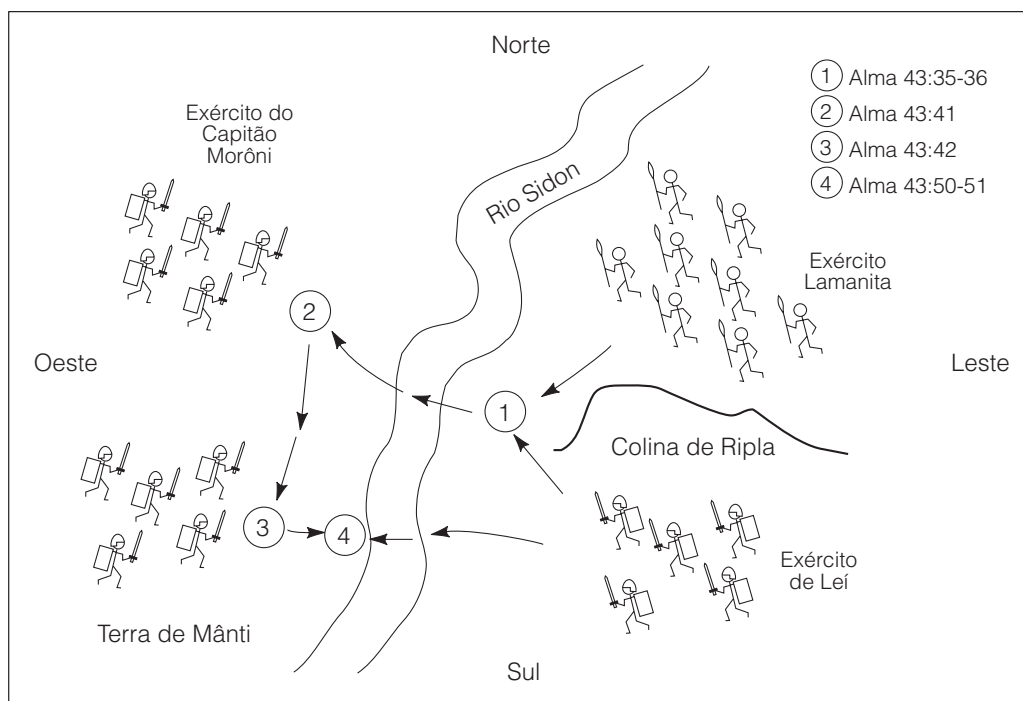 Norte
1 Alma 43:35-36
2 Alma 43:41
3 Alma 43:42
4 Alma 43:50-51
Exército do
Capitão
Morôni
Rio Sidon
Exército
Lamanita
2
Oeste
Leste
1
Colina de Ripla
3
4
Exército
de Leí
Terra de Mânti
Sul